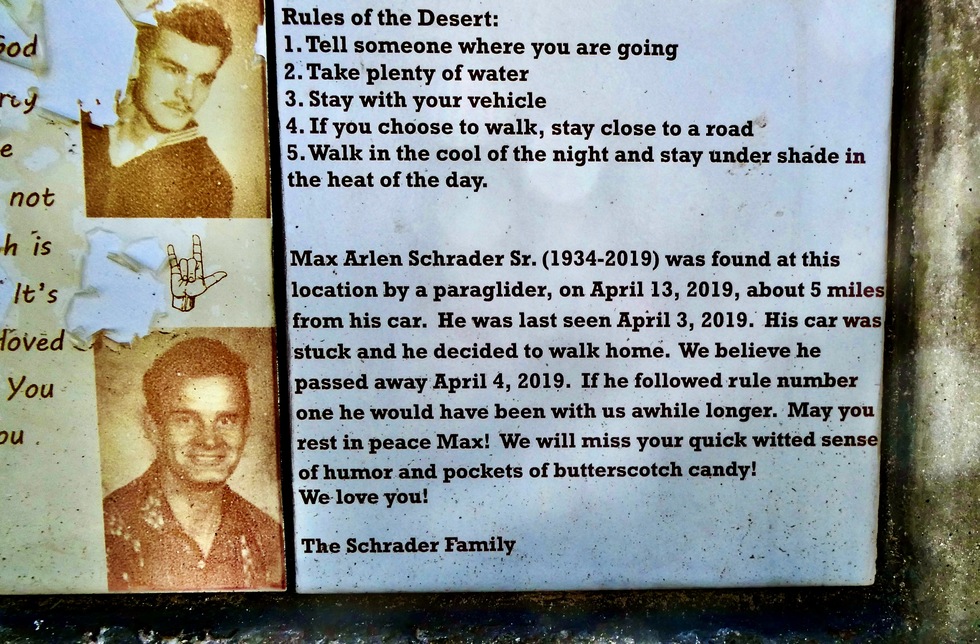 God
rty
e
not
h is
It's
loved
You
ou
Rules of the Desert:
1. Tell someone where you are going
2. Take plenty of water
3. Stay with your vehicle
4. If you choose to walk, stay close to a road
5. Walk in the cool of the night and stay under shade in
the heat of the day.
Max Arlen Schrader Sr. (1934-2019) was found at this
location by a paraglider, on April 13, 2019, about 5 miles
from his car. He was last seen April 3, 2019. His car was
stuck and he decided to walk home. We believe he
passed away April 4, 2019. If he followed rule number
one he would have been with us awhile longer. May you
rest in peace Max! We will miss your quick witted sense
of humor and pockets of butterscotch candy!
We love you!
The Schrader Family